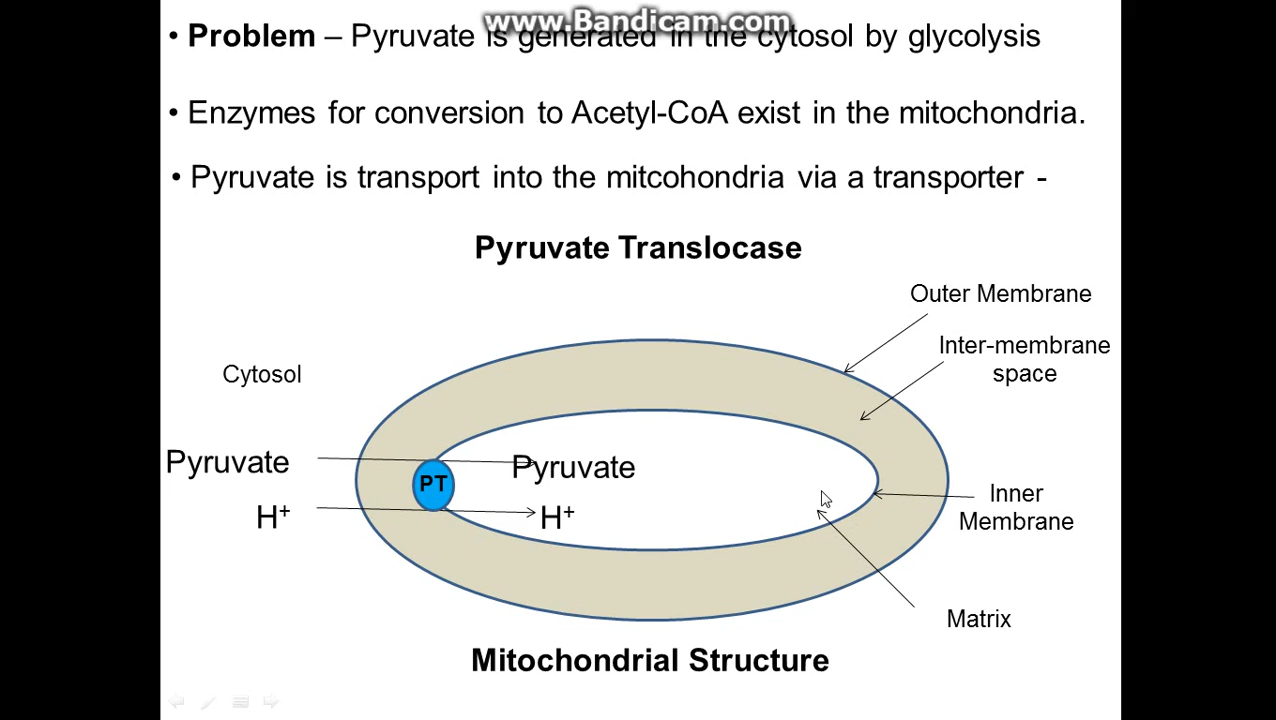 www.Bandicam.com
• Problem – Pyruvate is generated in the cytosol by glycolysis
• Enzymes for conversion to Acetyl-CoA exist in the mitochondria.
• Pyruvate is transport into the mitcohondria via a transporter -
Pyruvate Translocase
Outer Membrane
Inter-membrane
space
Cytosol
Pyruvate
Pyruvate
PT
H⁺
H⁺
Inner
Membrane
Matrix
Mitochondrial Structure